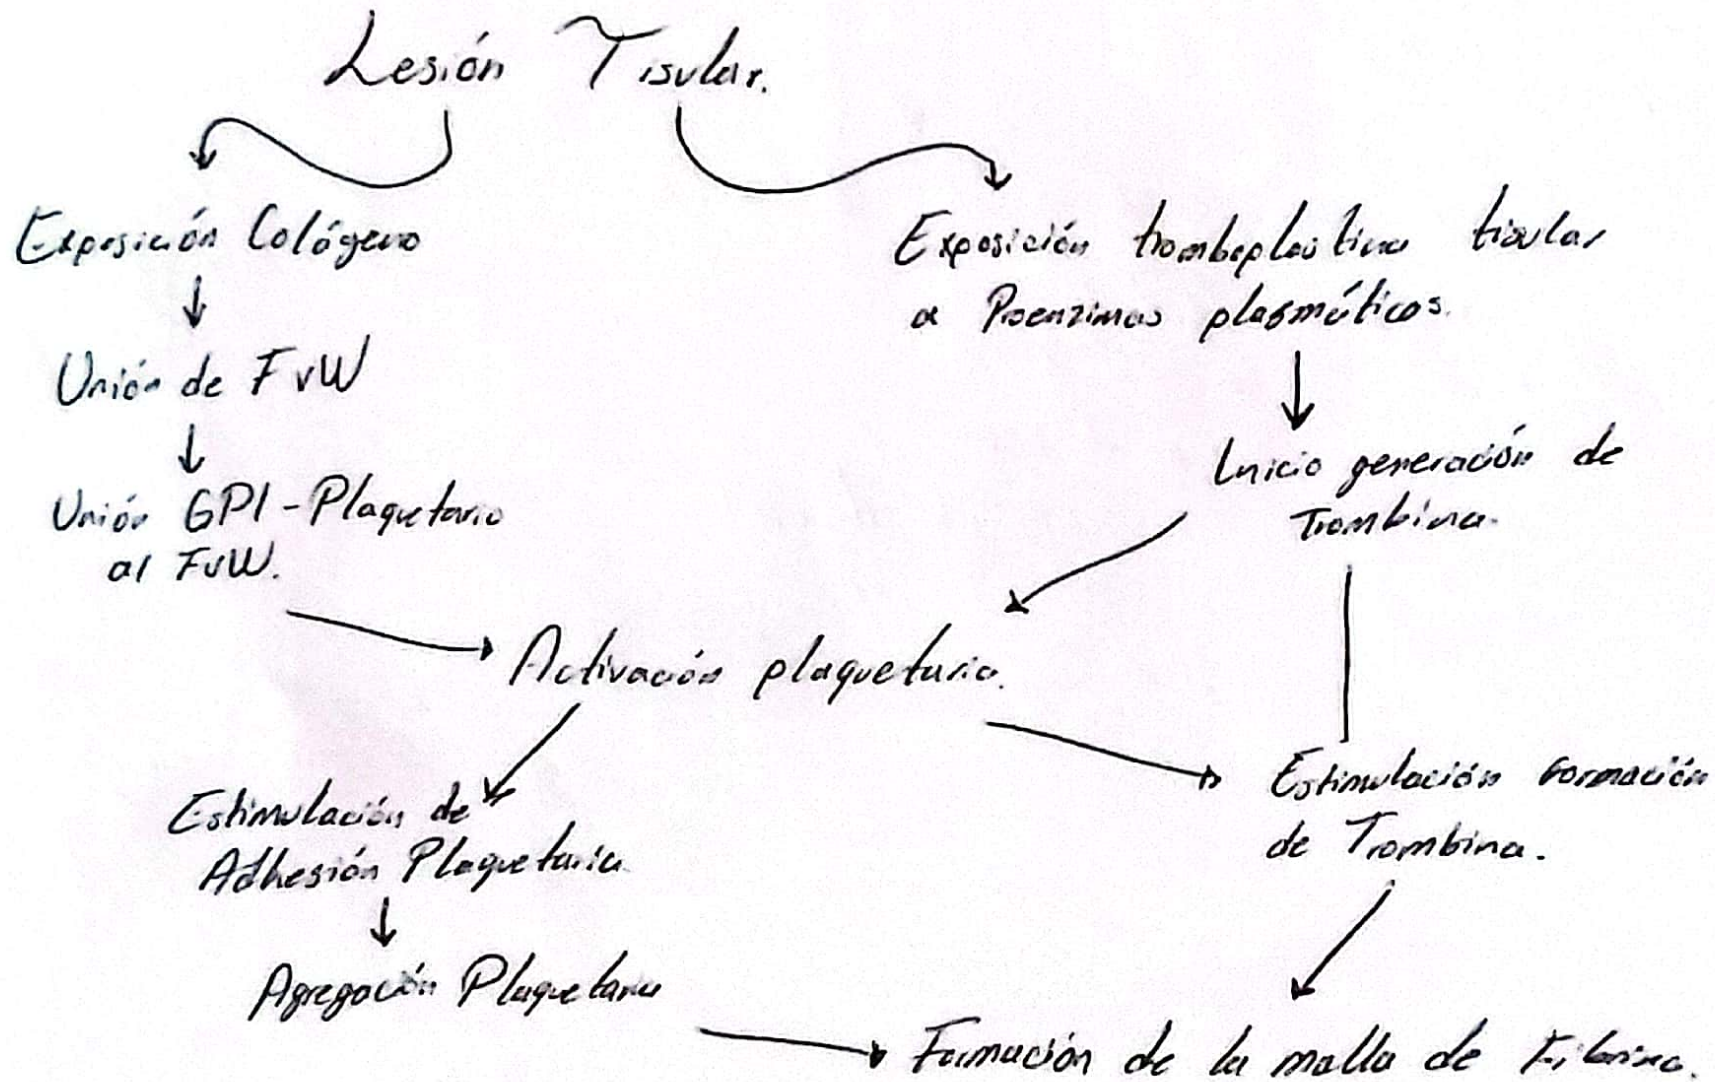 Lesión Tisular.
Exposición Colágeno
Unión de FvW
Unión GPI-Plaquetario
al FvW.
Exposición tromboplastina tisular
a Proenzimas plasmáticos.
Inicio generación de
Trombina.
Activación plaquetaria.
Estimulación de
Adhesión Plaquetaria
Agregación Plaquetaria
Estimulación formación
de Trombina.
Formación de la malla de Fibrina.